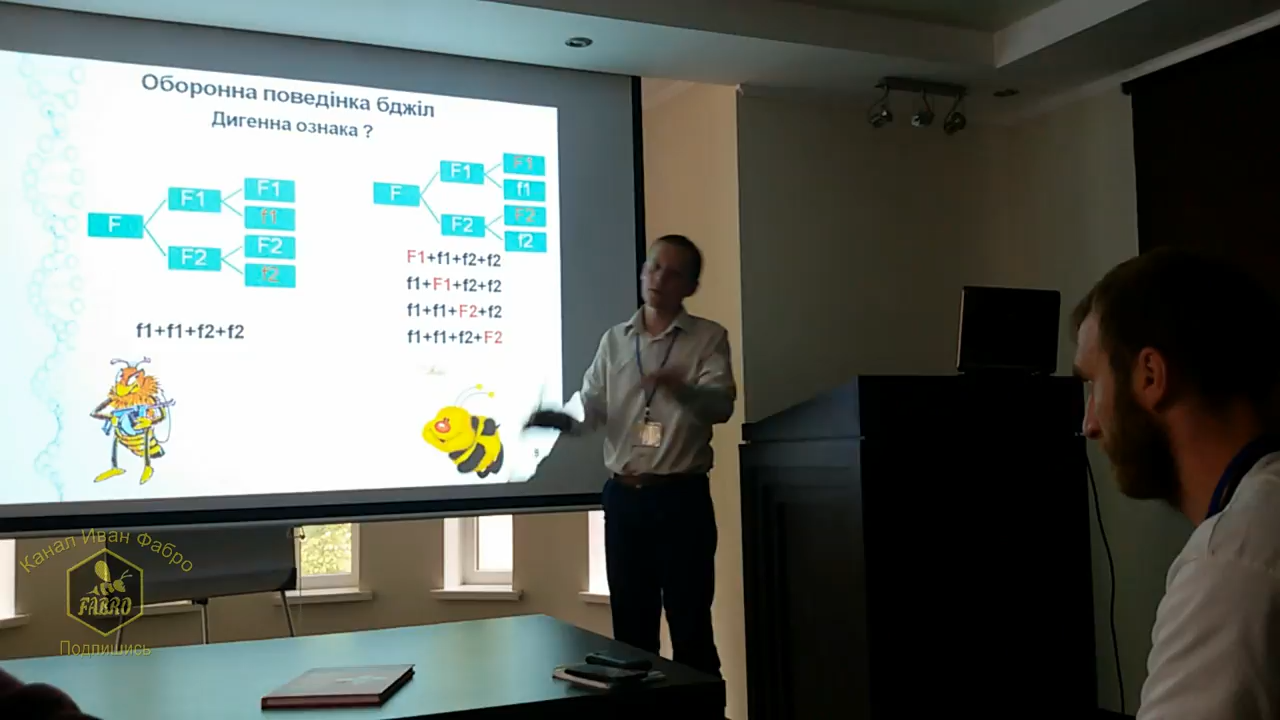 Оборонна поведінка бджіл
Дигенна ознака ?
F
F1
F2
F1
f1
F2
f2
f1+f1+f2+f2
F
F1
F2
F1
f1
F2
f2
F1+f1+f2+f2
f1+F1+f2+f2
f1+f1+F2+f2
f1+f1+f2+F2
9
Канал Иван Фабро
FABRO
Подпишись